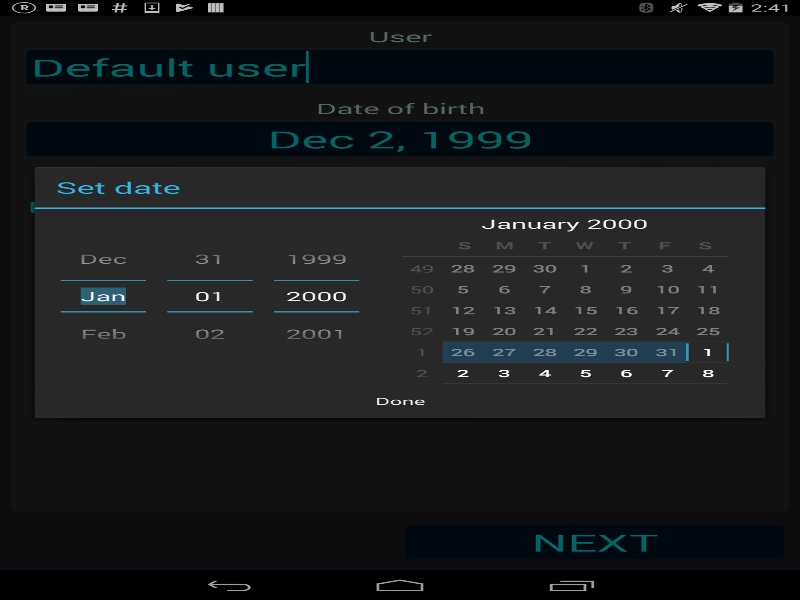 ® # 2:41
User
Default user
Date of birth
Dec 2, 1999
Set date
January 2000
S M T W T F S
Dec 31 1999
Jan 01 2000
Feb 02 2001
49 28 29 30 1 2 3 4
50 5 6 7 8 9 10 11
51 12 13 14 15 16 17 18
52 19 20 21 22 23 24 25
1 26 27 28 29 30 31 1
2 2 3 4 5 6 7 8
Done
NEXT